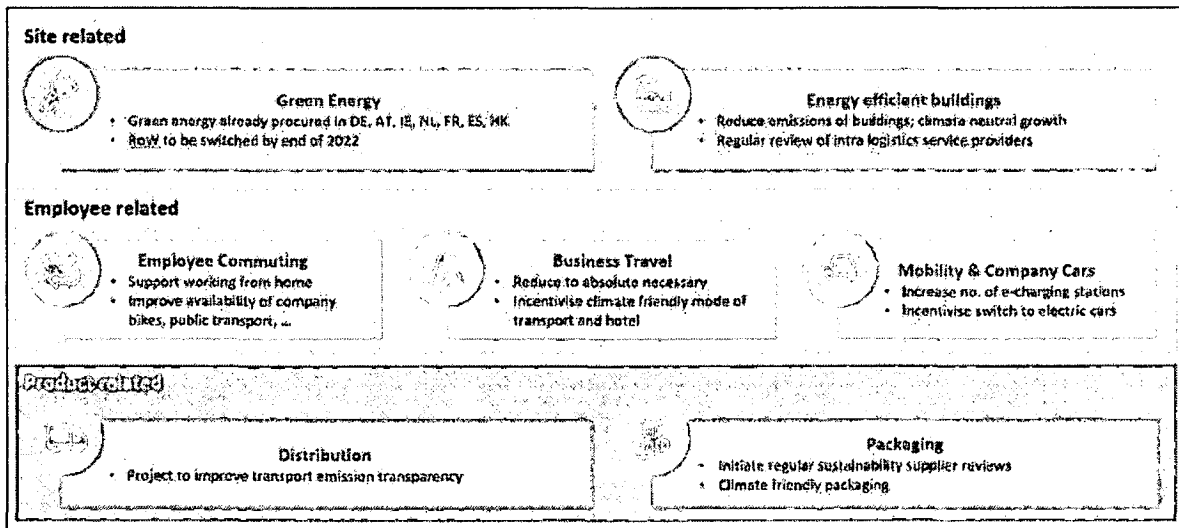 Site related
Green Energy
• Green energy already procured in DE, AT, IE, NL, FR, ES, HK
• RoW to be switched by end of 2022
Energy efficient buildings
• Reduce emissions of buildings; climate neutral growth
• Regular review of intra logistics service providers
Employee related
Employee Commuting
• Support working from home
• Improve availability of company
bikes, public transport, ...
Business Travel
• Reduce to absolute necessary
• Incentivise climate friendly mode of
transport and hotel
Mobility & Company Cars
• Increase no. of e-charging stations
• Incentivise switch to electric cars
Product related
Distribution
• Project to improve transport emission transparency
Packaging
• Initiate regular sustainability supplier reviews
• Climate friendly packaging